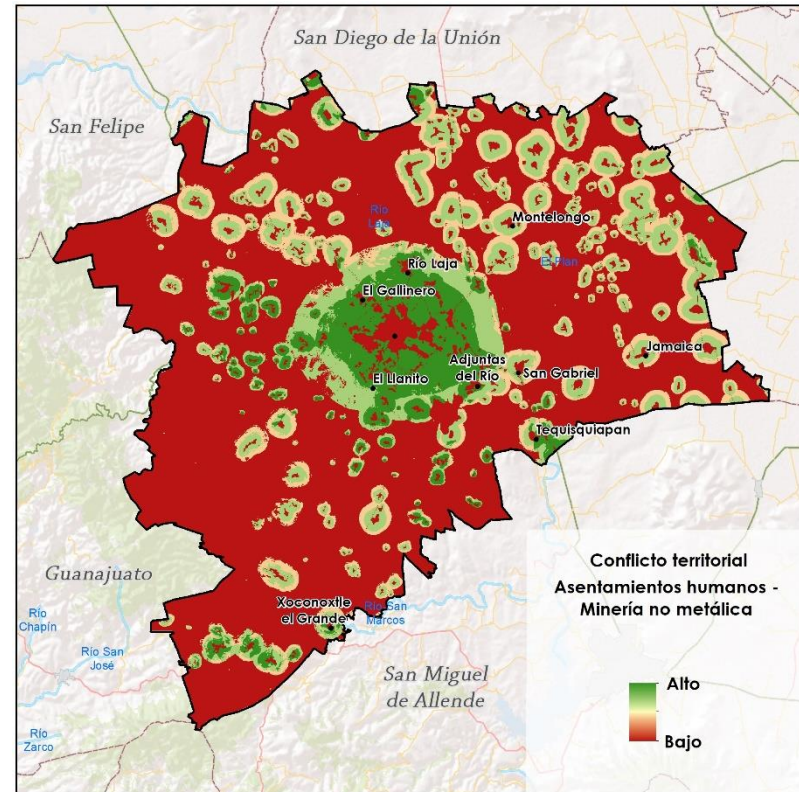 San Diego de la Unión
San Felipe
Río
Laja
Montelongo
El Plan
Río Laja
El Gallinero
Jamaica
Adjuntas
del Río
San Gabriel
El Llanito
Tequisquiapan
Guanajuato
Xoconoxtle
el Grande
Río San
Marcos
Río
Chapín
Río San
José
San Miguel
de Allende
Río
Zarco
Conflicto territorial
Asentamientos humanos -
Minería no metálica
Alto
Bajo